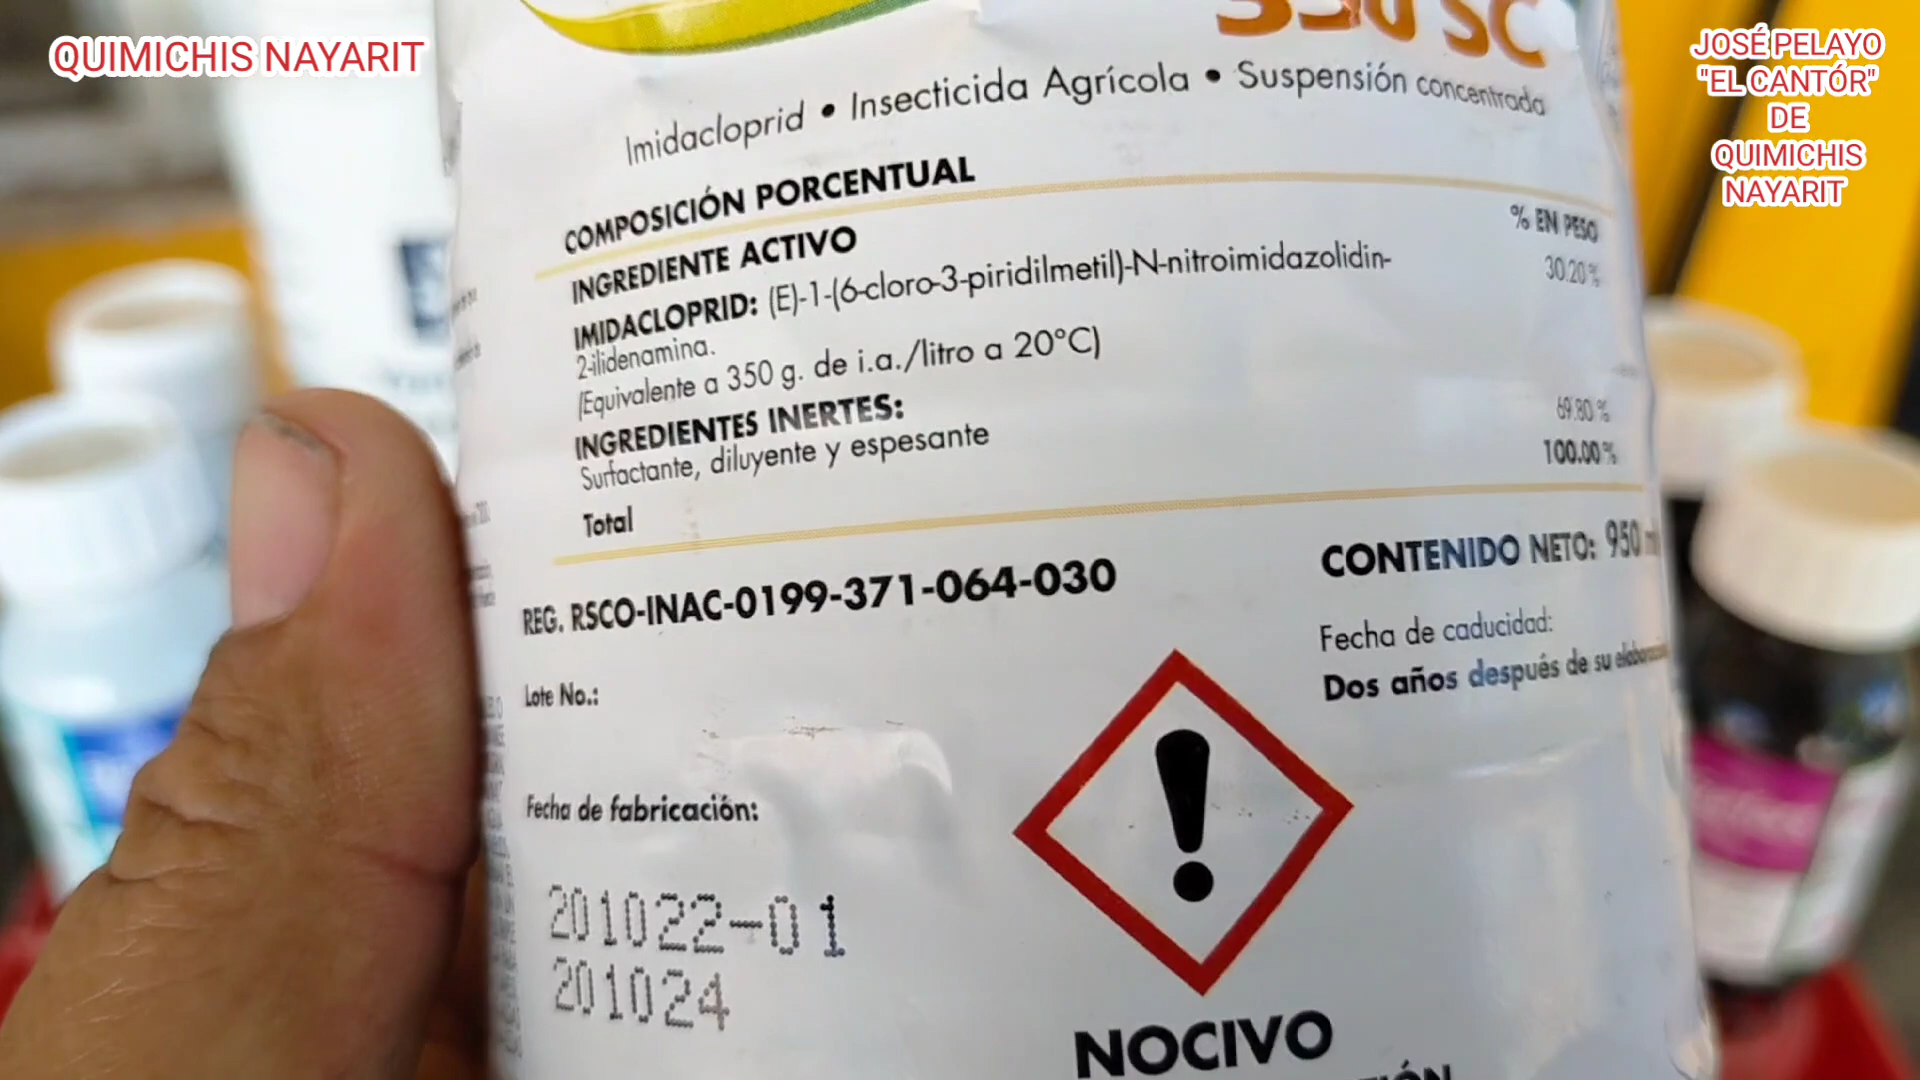 QUIMICHIS NAYARIT
JOSÉ PELAYO
"EL CANTÓR"
DE
QUIMICHIS
NAYARIT
350 SC
Imidacloprid • Insecticida Agrícola • Suspensión concentrada
COMPOSICIÓN PORCENTUAL
INGREDIENTE ACTIVO % EN PESO
IMIDACLOPRID: (E)-1-(6-cloro-3-piridilmetil)-N-nitroimidazolidin- 30.20 %
2-ilidenamina.
(Equivalente a 350 g. de i.a./litro a 20°C)
INGREDIENTES INERTES:
Surfactante, diluyente y espesante 69.80 %
Total 100.00 %
REG. RSCO-INAC-0199-371-064-030
CONTENIDO NETO: 950 ml
Fecha de caducidad:
Dos años después de su elaboración
Lote No.:
Fecha de fabricación:
201022-01
201024
NOCIVO